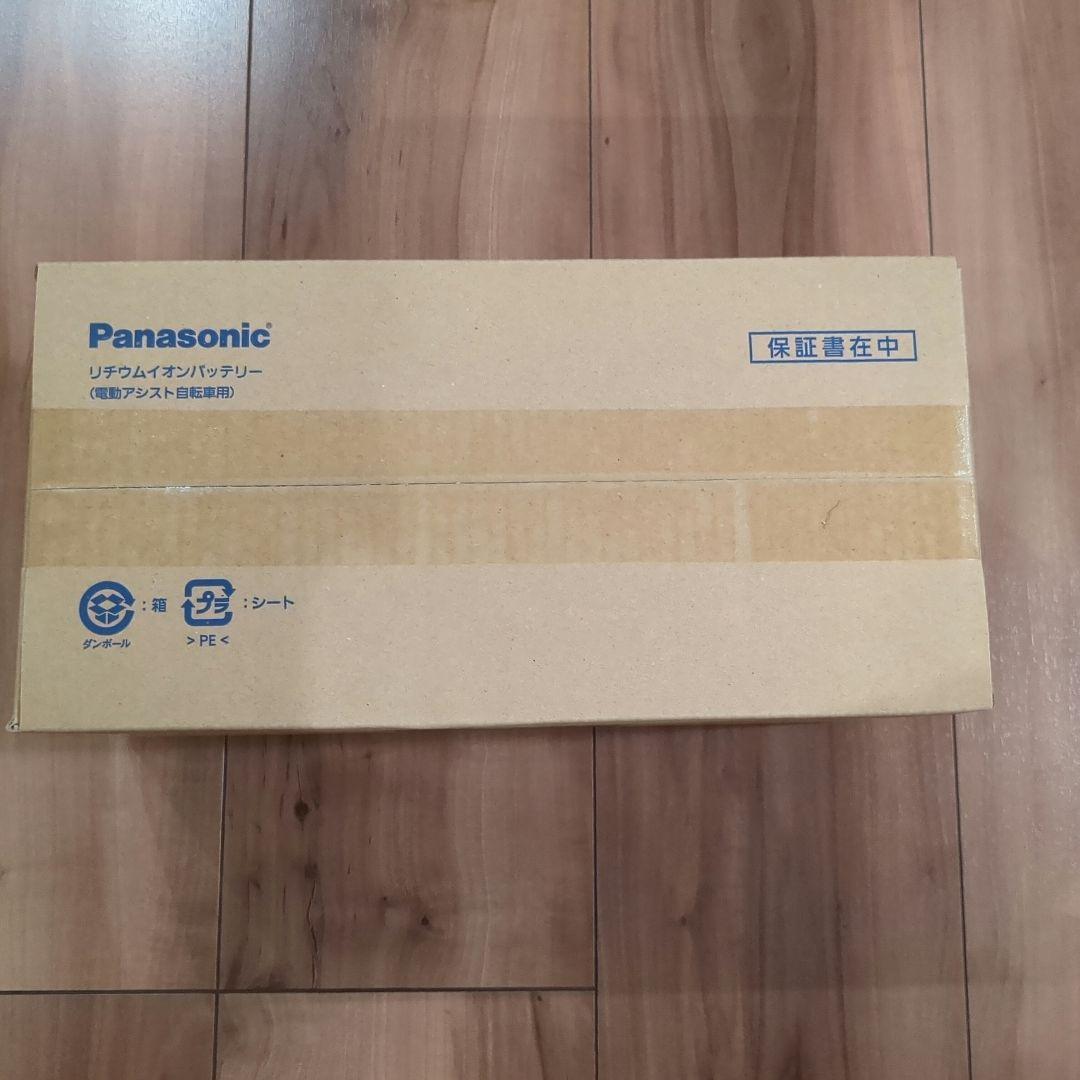 Panasonic®
リチウムイオンバッテリー
(電動アシスト自転車用)
保証書在中
:箱
プラ
:シート
ダンボール
>PE<